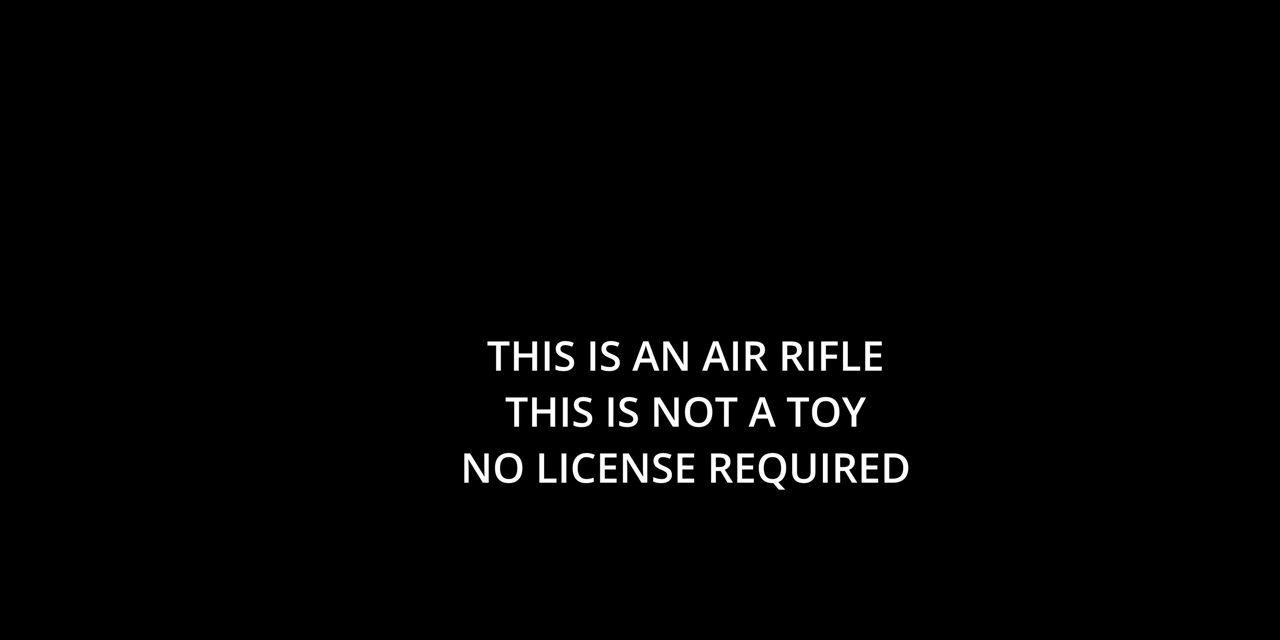 THIS IS AN AIR RIFLE
THIS IS NOT A TOY
NO LICENSE REQUIRED